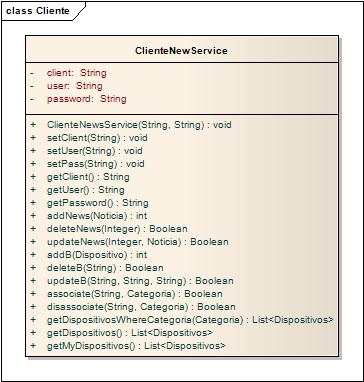 class Cliente
ClienteNewService
- client: String
- user: String
- password: String
+ ClienteNewsService(String, String) : void
+ setClient(String) : void
+ setUser(String) : void
+ setPass(String) : void
+ getClient() : String
+ getUser() : String
+ getPassword() : String
+ addNews(Noticia) : int
+ deleteNews(Integer) : Boolean
+ updateNews(Integer, Noticia) : Boolean
+ addB(Dispositivo) : int
+ deleteB(String) : Boolean
+ updateB(String, String, String) : Boolean
+ associate(String, Categoria) : Boolean
+ disassociate(String, Categoria) : Boolean
+ getDispositivosWhereCategoria(Categoria) : List<Dispositivos>
+ getDispositivos() : List<Dispositivos>
+ getMyDispositivos() : List<Dispositivos>